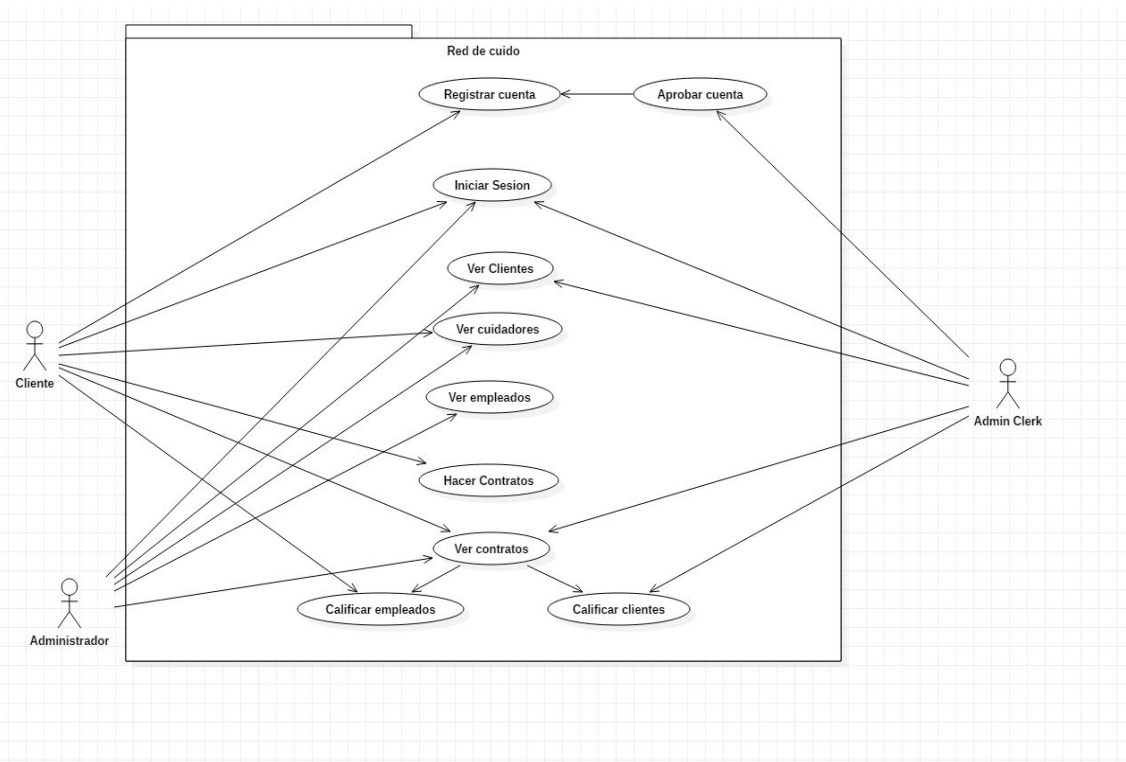 Red de cuido
Registrar cuenta
Aprobar cuenta
Iniciar Sesion
Ver Clientes
Ver cuidadores
Cliente
Ver empleados
Admin Clerk
Hacer Contratos
Ver contratos
Calificar empleados
Calificar clientes
Administrador